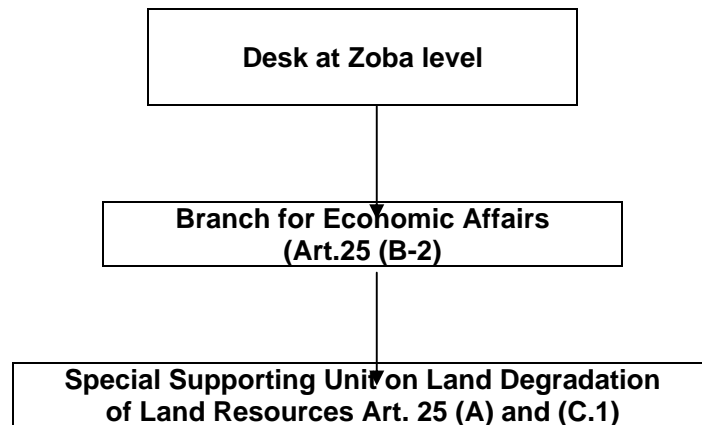 Desk at Zoba level
Branch for Economic Affairs
(Art.25 (B-2)
Special Supporting Unit on Land Degradation
of Land Resources Art. 25 (A) and (C.1)